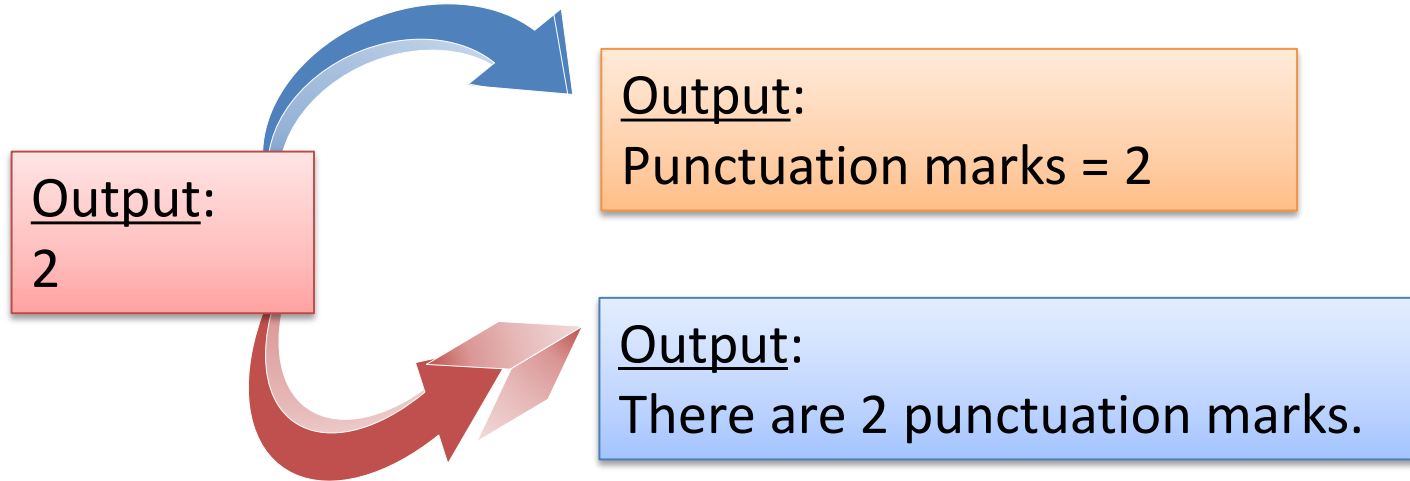 Output:
2
Output:
Punctuation marks = 2
Output:
There are 2 punctuation marks.